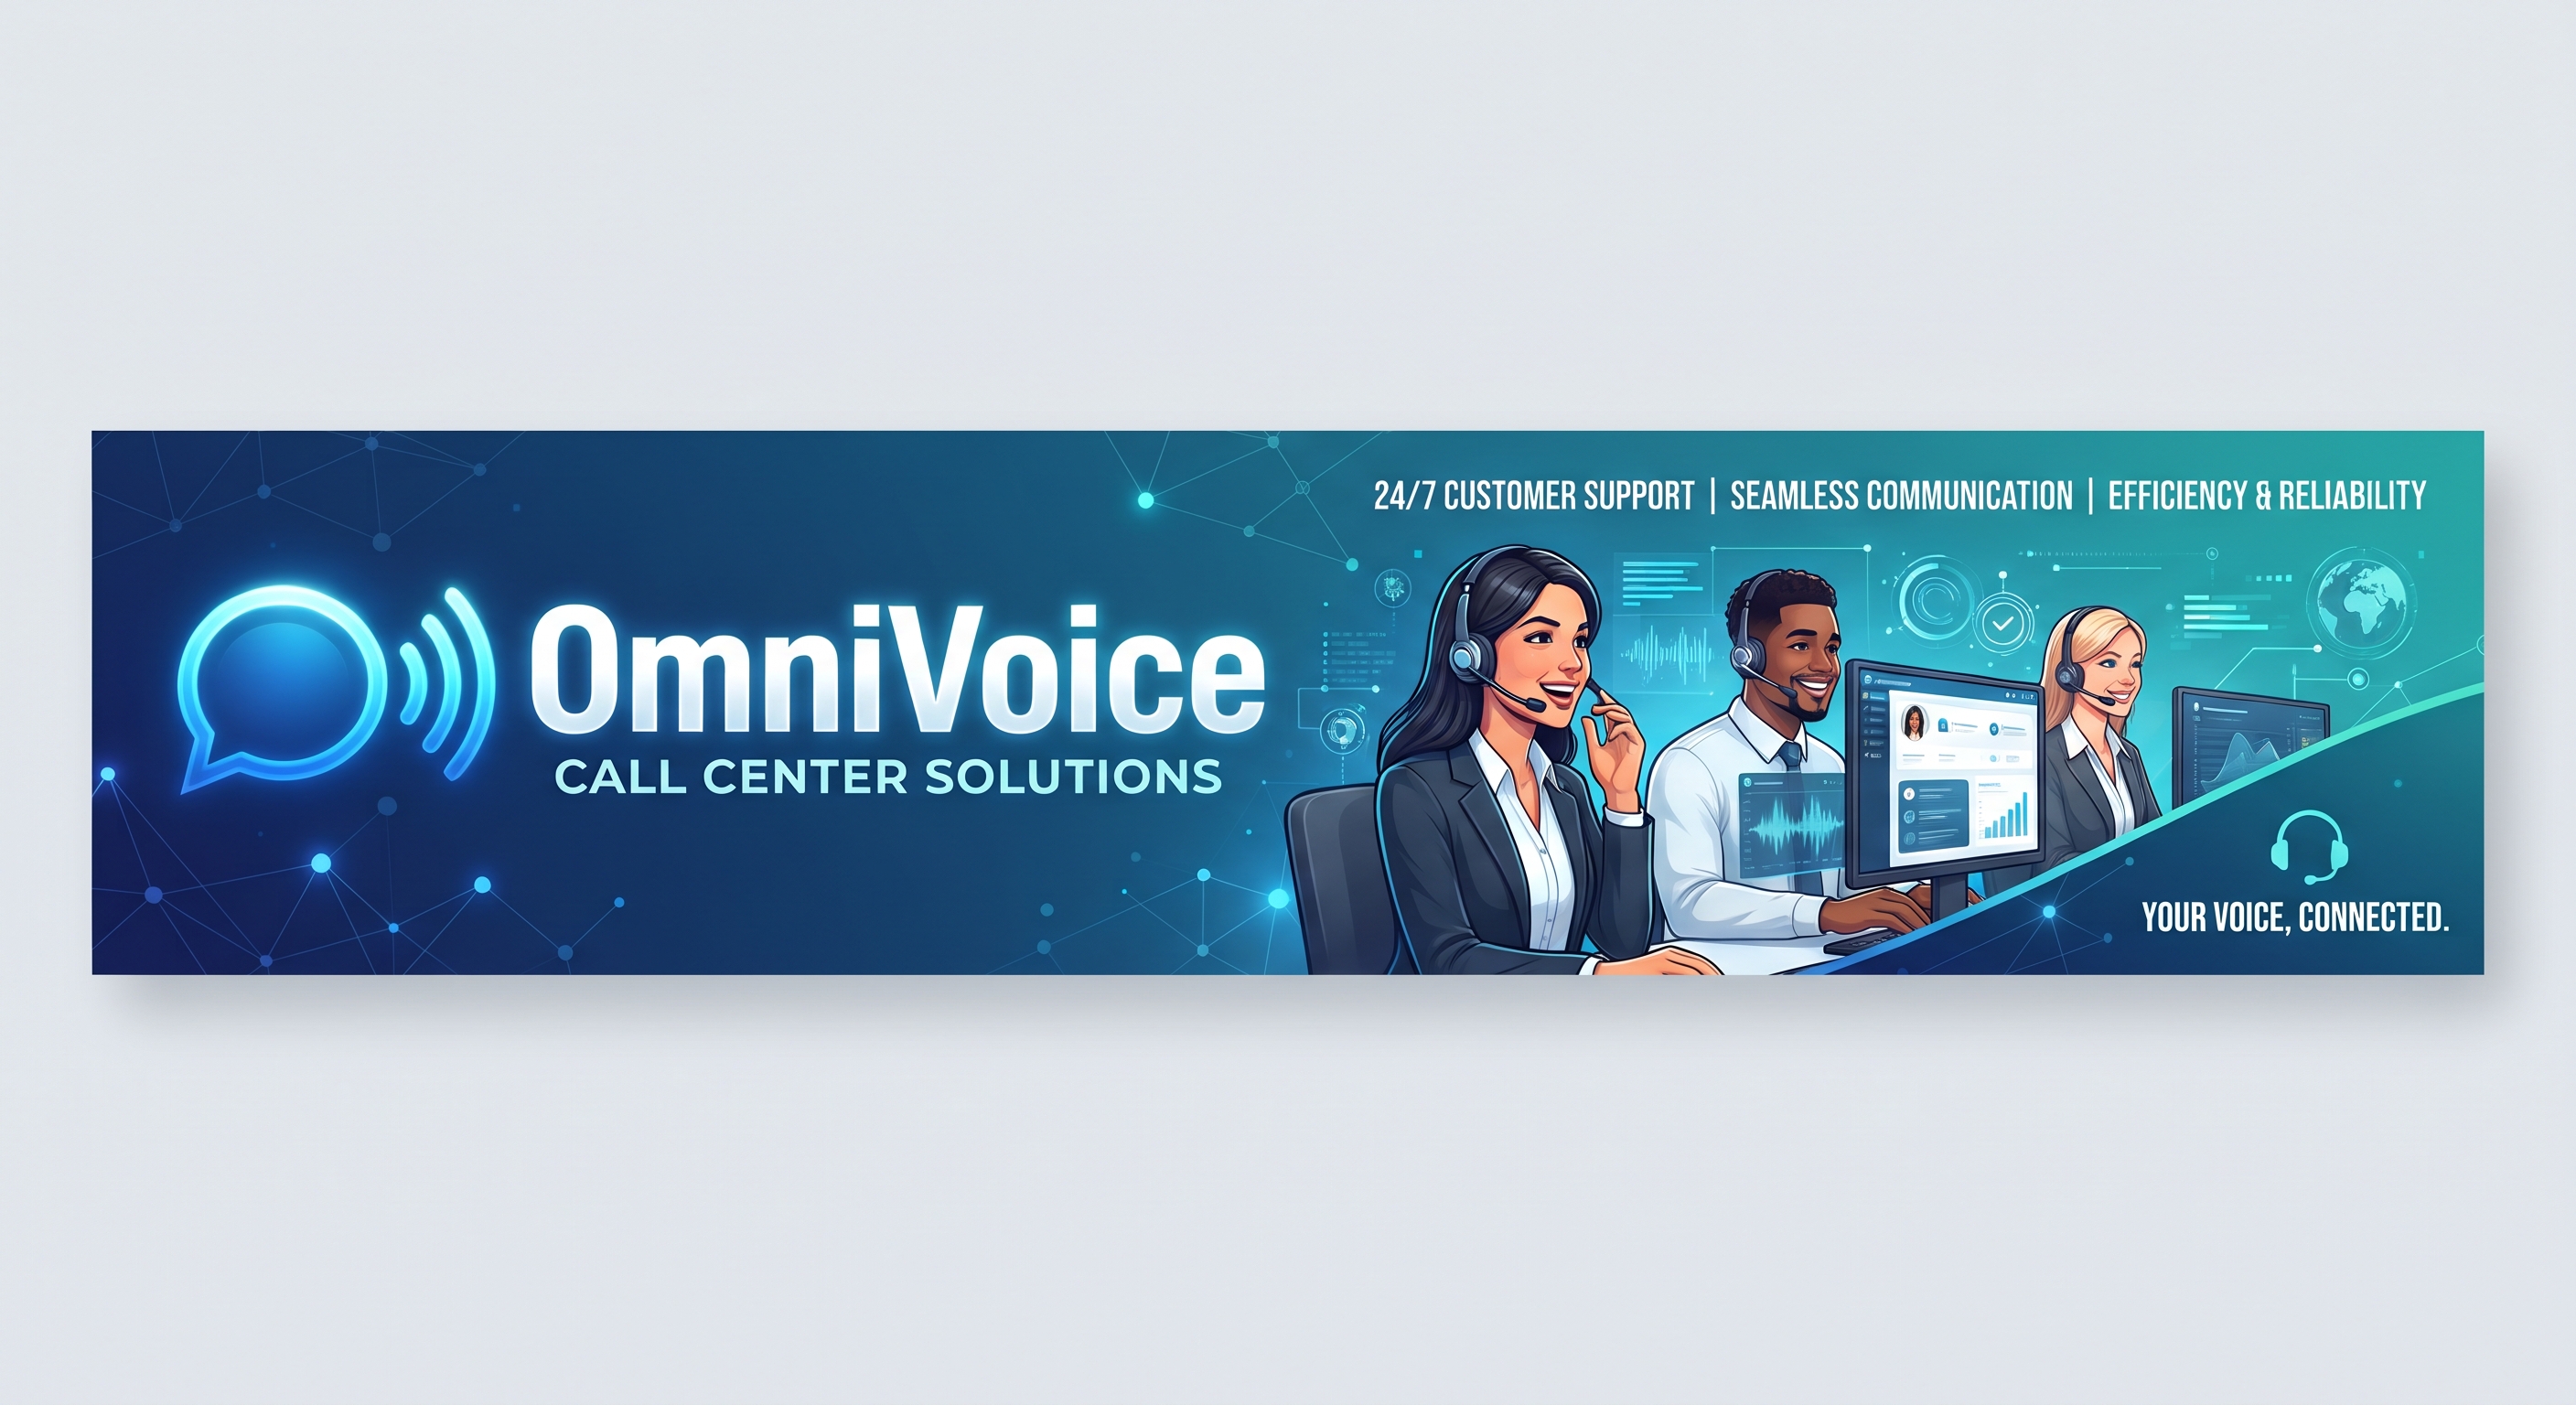 OmniVoice
CALL CENTER SOLUTIONS
24/7 CUSTOMER SUPPORT | SEAMLESS COMMUNICATION | EFFICIENCY & RELIABILITY
YOUR VOICE, CONNECTED.